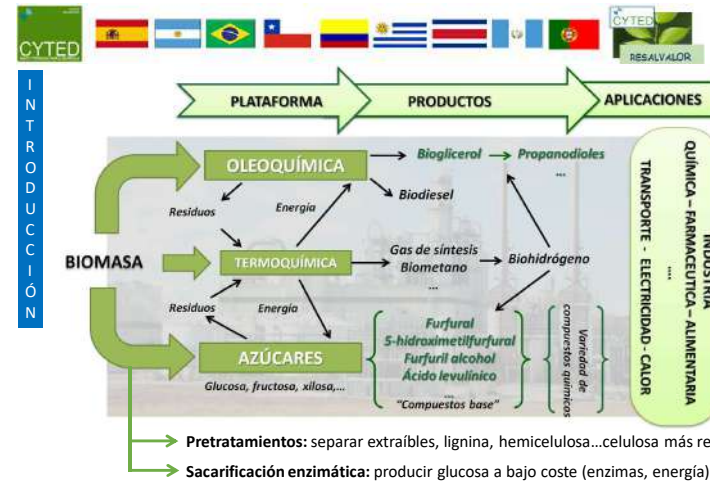 CYTED
CYTED
RESALVALOR
INTRODUCCIÓN
PLATAFORMA
PRODUCTOS
APLICACIONES
OLEOQUÍMICA
Bioglicerol
Propanodioles
...
Biodiesel
Residuos
Energía
BIOMASA
TERMOQUÍMICA
Gas de síntesis
Biometano
...
Biohidrógeno
Residuos
Energía
AZÚCARES
Glucosa, fructosa, xilosa,...
Furfural
5-hidroximetilfurfural
Furfuril alcohol
Ácido levulínico
...
"Compuestos base"
Variedad de
compuestos químicos
INDUSTRIA
QUÍMICA – FARMACEUTICA – ALIMENTARIA
....
TRANSPORTE - ELECTRICIDAD - CALOR
Pretratamientos: separar extraíbles, lignina, hemicelulosa...celulosa más re
Sacarificación enzimática: producir glucosa a bajo coste (enzimas, energía)